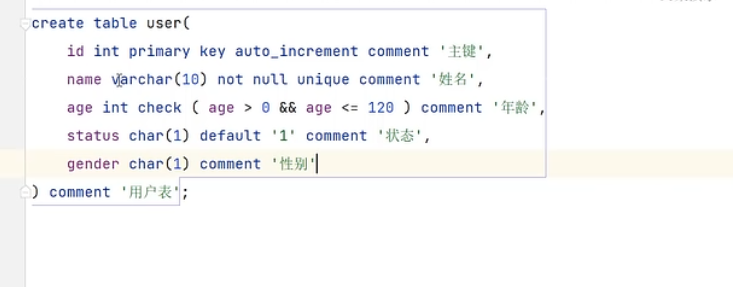 create table user(
id int primary key auto_increment comment '主键',
name varchar(10) not null unique comment '姓名',
age int check ( age > 0 && age <= 120 ) comment '年龄',
status char(1) default '1' comment '状态',
gender char(1) comment '性别'
) comment '用户表';